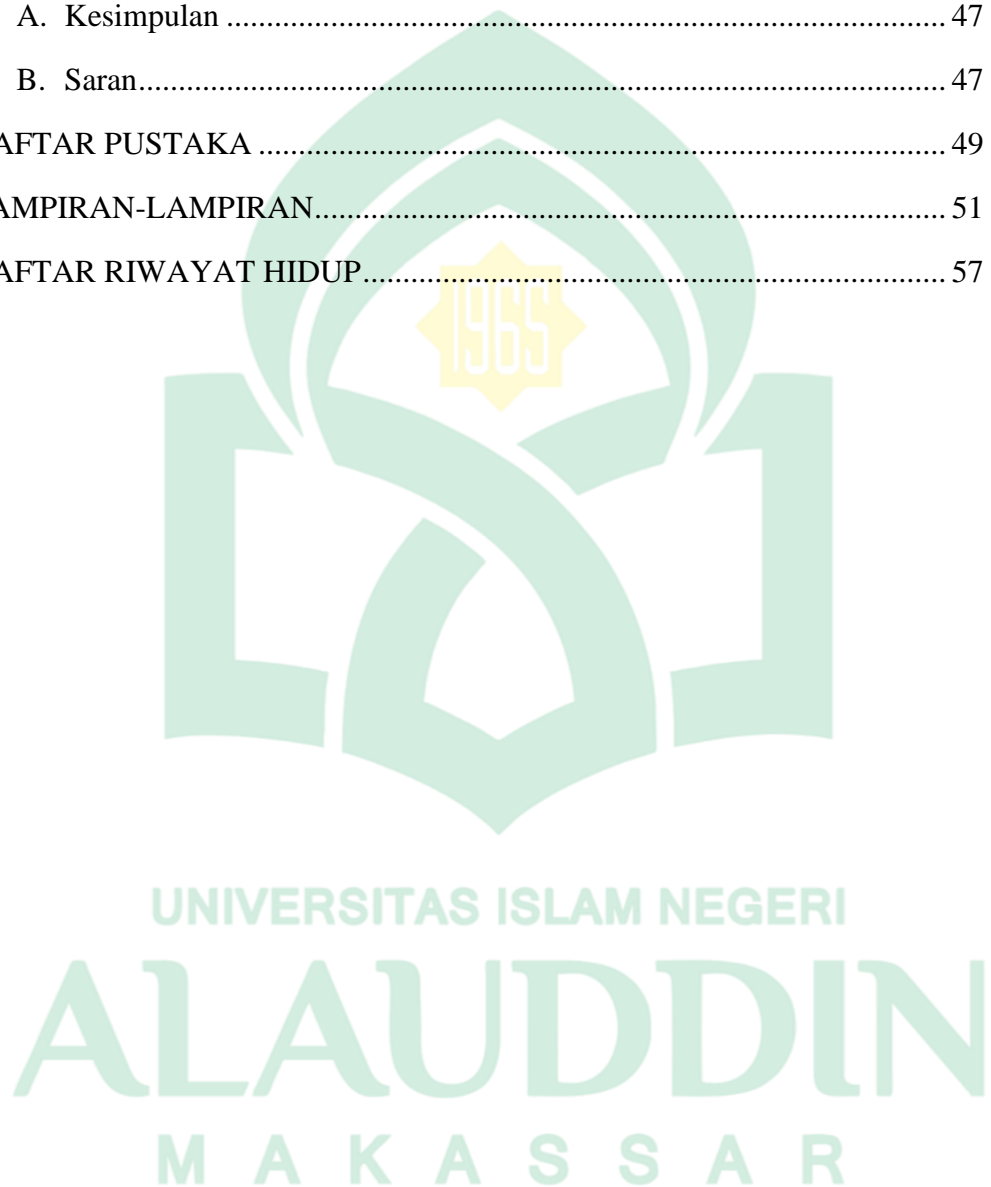 A. Kesimpulan ........................................................................................ 47
B. Saran.................................................................................................. 47
AFTAR PUSTAKA ..................................................................................... 49
AMPIRAN-LAMPIRAN.............................................................................. 51
AFTAR RIWAYAT HIDUP........................................................................ 57
1965
UNIVERSITAS ISLAM NEGERI
ALAUDDIN
MAKASSAR